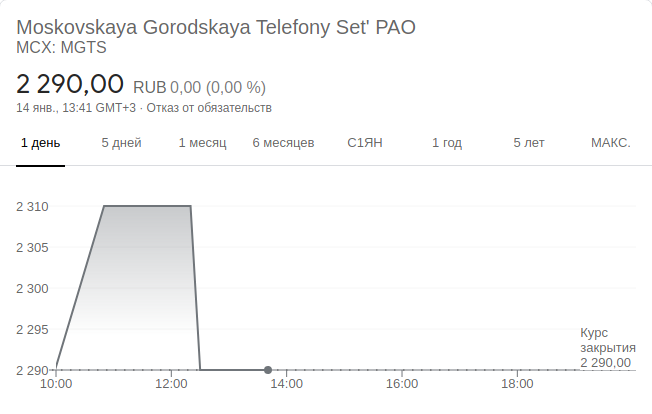 Moskovskaya Gorodskaya Telefony Set' PAO
MCX: MGTS
2 290,00 RUB 0,00 (0,00 %)
14 янв., 13:41 GMT+3 · Отказ от обязательств
1 день 5 дней 1 месяц 6 месяцев С1ЯН 1 год 5 лет МАКС.
2 310
2 305
2 300
2 295
2 290
Курс
закрытия
2 290,00
10:00 12:00 14:00 16:00 18:00